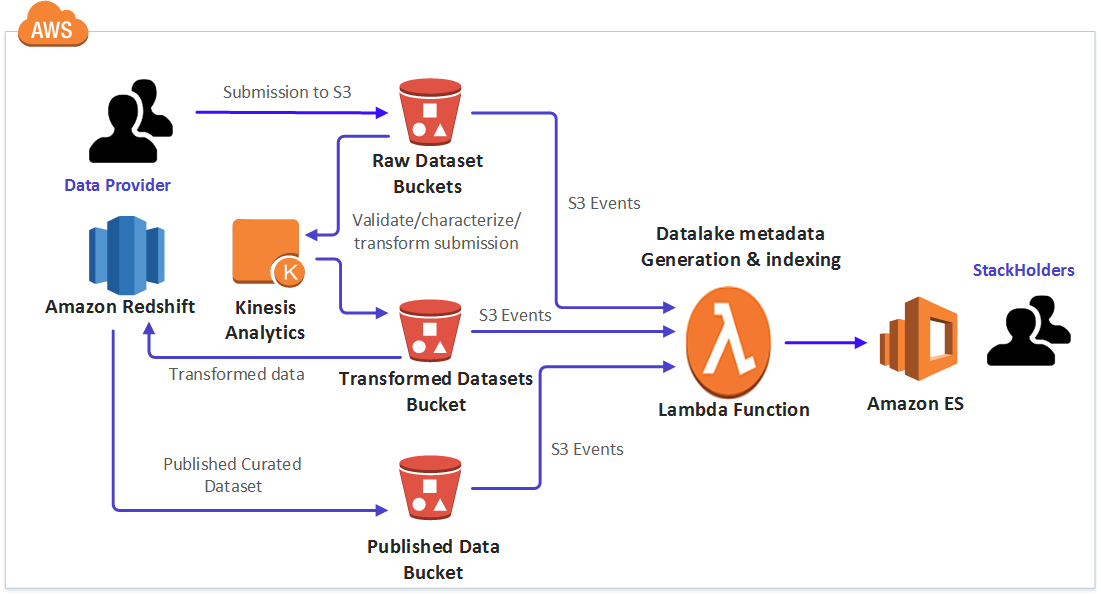 AWS
Submission to S3
Data Provider
Raw Dataset
Buckets
S3 Events
Validate/characterize/
transform submission
Datalake metadata
Generation & indexing
StackHolders
Amazon Redshift
K
Kinesis
Analytics
S3 Events
Transformed data
Transformed Datasets
Bucket
Lambda Function
Amazon ES
S3 Events
Published Curated
Dataset
Published Data
Bucket